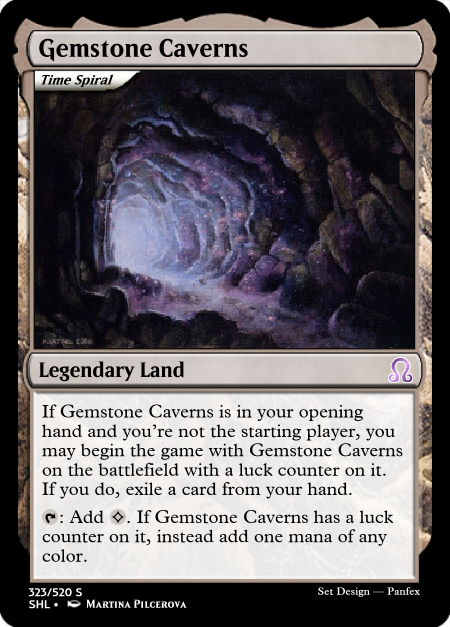 Gemstone Caverns
Time Spiral
Legendary Land
If Gemstone Caverns is in your opening
hand and you're not the starting player, you
may begin the game with Gemstone Caverns
on the battlefield with a luck counter on it.
If you do, exile a card from your hand.
: Add . If Gemstone Caverns has a luck
counter on it, instead add one mana of any
color.
323/520 S
Set Design — Panfex
SHL • Martina Pilcerova